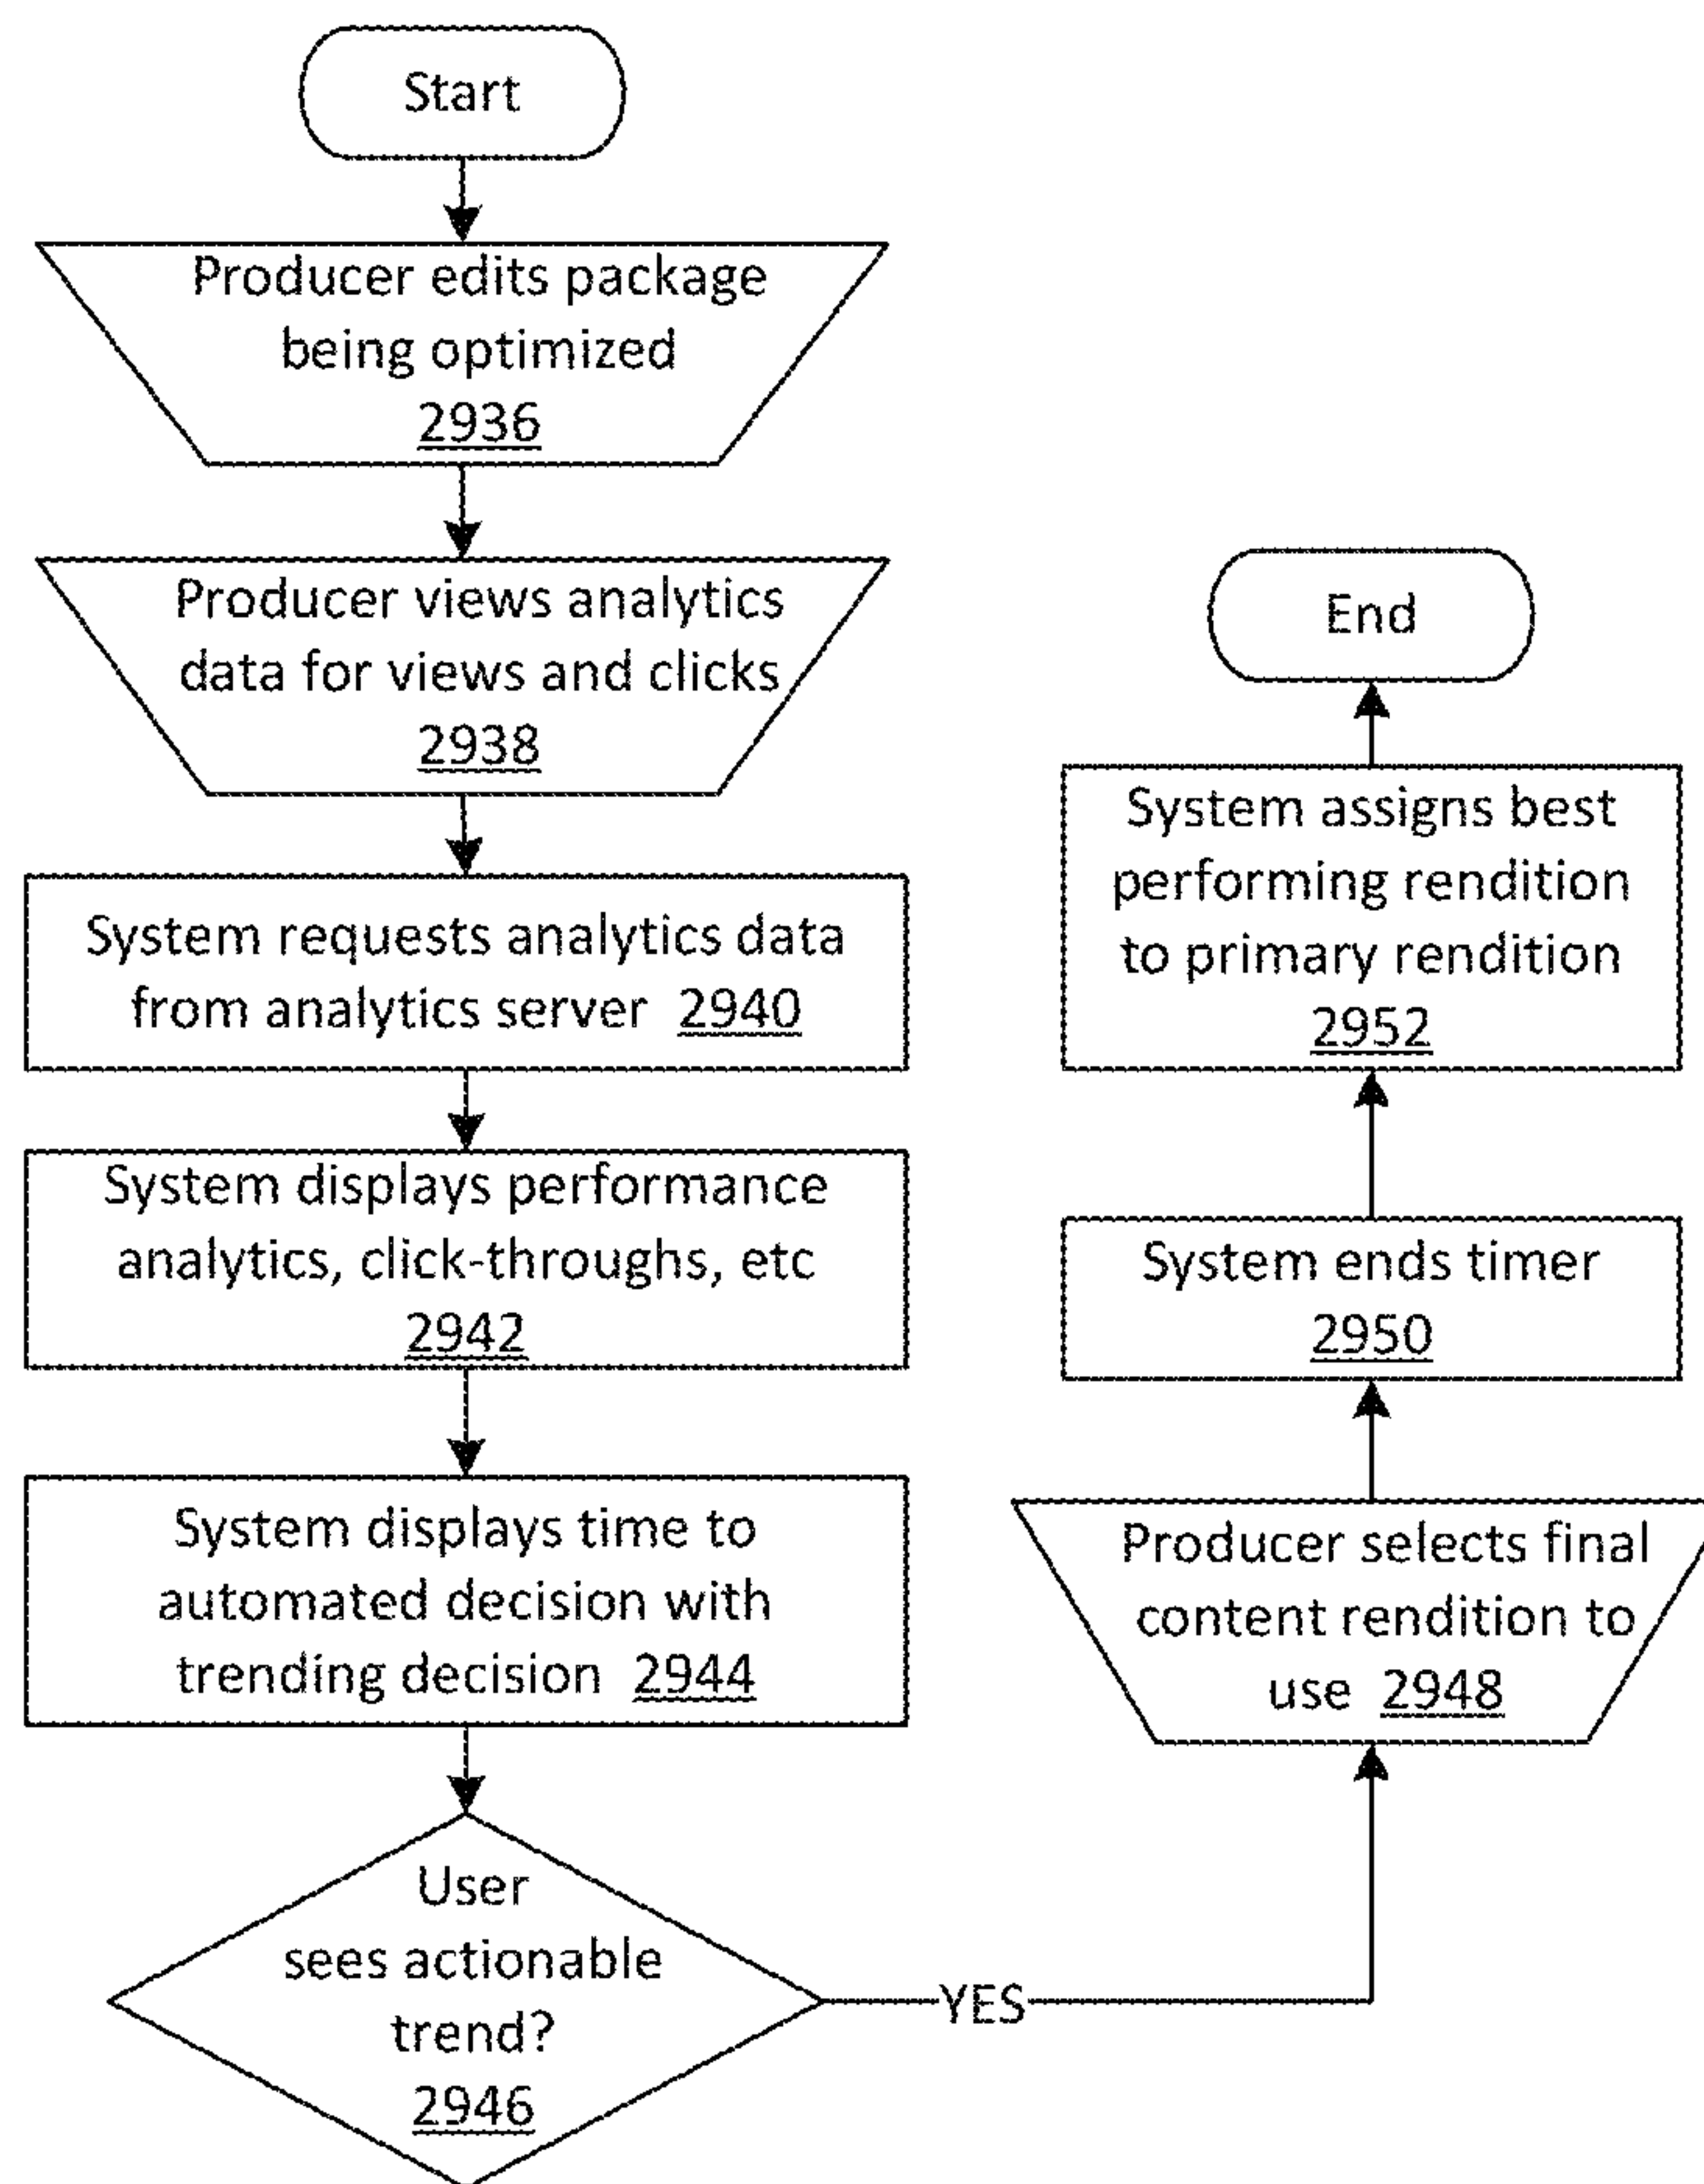 Start
Producer edits package
being optimized
2936
Producer views analytics
data for views and clicks
2938
System requests analytics data
from analytics server 2940
System displays performance
analytics, click-throughs, etc
2942
System displays time to
automated decision with
trending decision 2944
User
sees actionable
trend?
2946
YES
Producer selects final
content rendition to
use 2948
System ends timer
2950
System assigns best
performing rendition
to primary rendition
2952
End